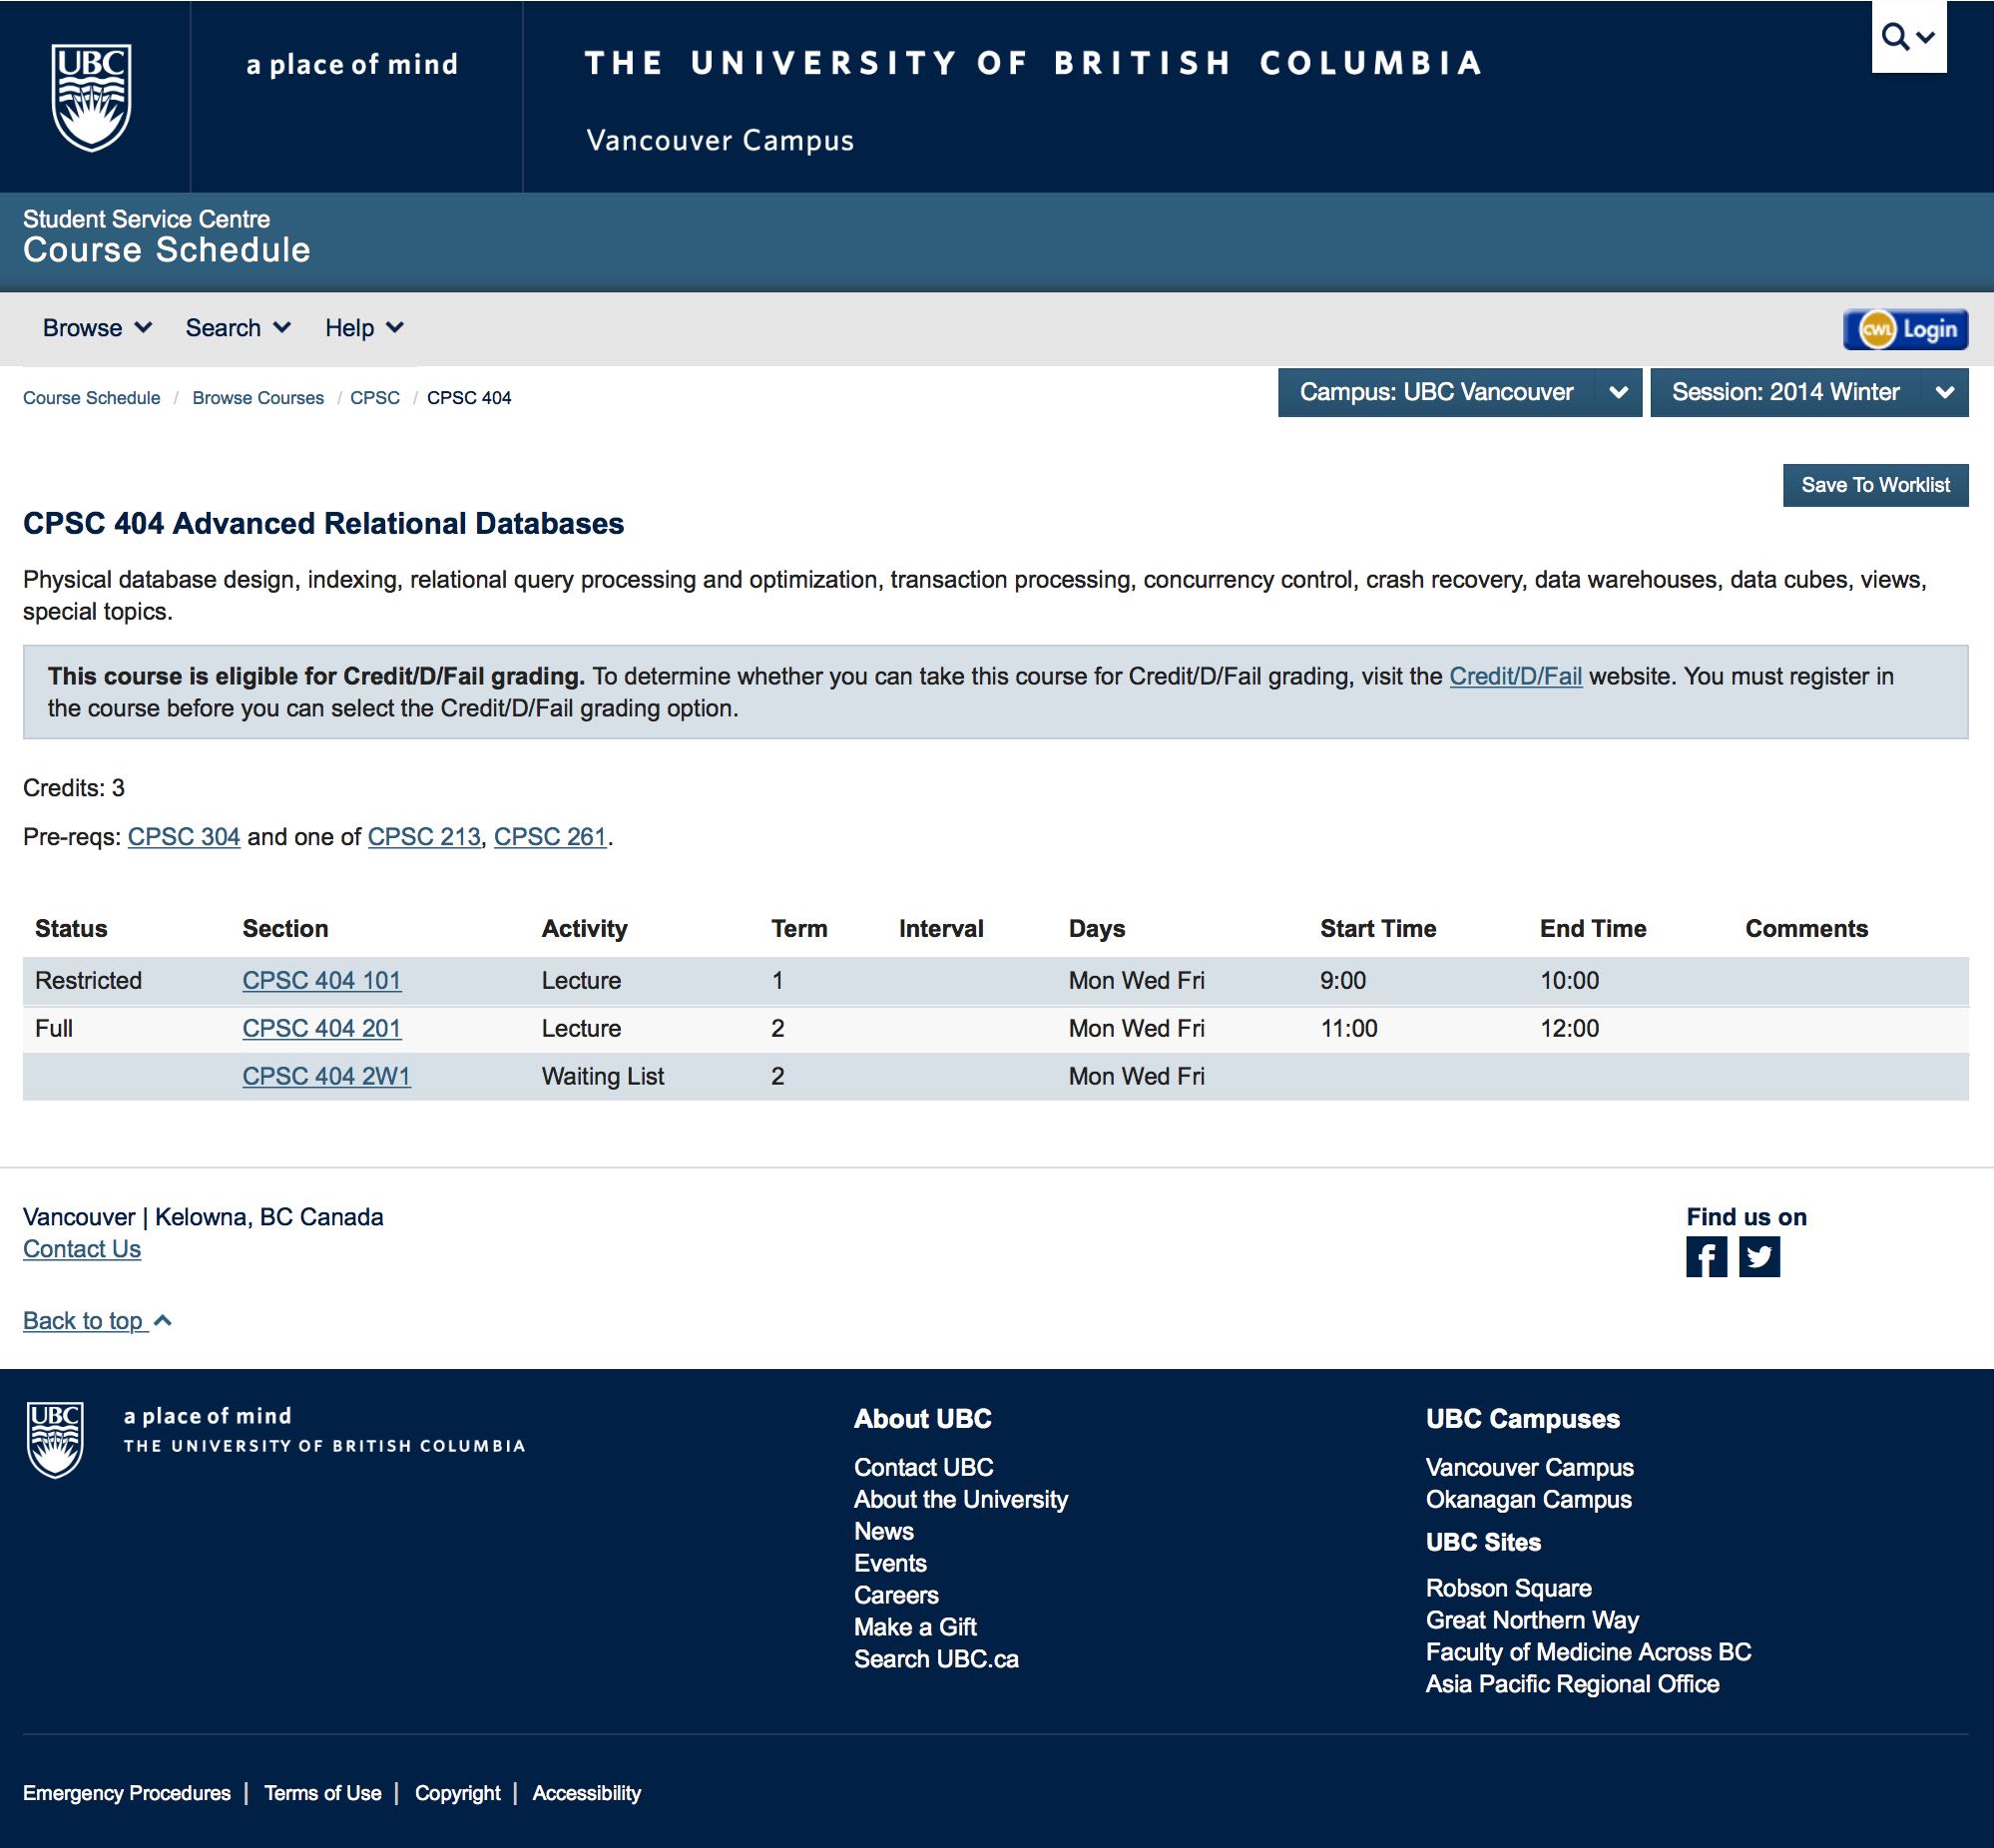 UBC
a place of mind
THE UNIVERSITY OF BRITISH COLUMBIA
Vancouver Campus
Student Service Centre
Course Schedule
Browse Search Help
CWL Login
Course Schedule / Browse Courses / CPSC / CPSC 404
Campus: UBC Vancouver Session: 2014 Winter
Save To Worklist
CPSC 404 Advanced Relational Databases
Physical database design, indexing, relational query processing and optimization, transaction processing, concurrency control, crash recovery, data warehouses, data cubes, views,
special topics.
This course is eligible for Credit/D/Fail grading. To determine whether you can take this course for Credit/D/Fail grading, visit the Credit/D/Fail website. You must register in
the course before you can select the Credit/D/Fail grading option.
Credits: 3
Pre-reqs: CPSC 304 and one of CPSC 213, CPSC 261.
Status Section Activity Term Interval Days Start Time End Time Comments
Restricted CPSC 404 101 Lecture 1 Mon Wed Fri 9:00 10:00
Full CPSC 404 201 Lecture 2 Mon Wed Fri 11:00 12:00
CPSC 404 2W1 Waiting List 2 Mon Wed Fri
Vancouver | Kelowna, BC Canada
Contact Us
Find us on
Back to top
UBC
a place of mind
THE UNIVERSITY OF BRITISH COLUMBIA
About UBC
Contact UBC
About the University
News
Events
Careers
Make a Gift
Search UBC.ca
UBC Campuses
Vancouver Campus
Okanagan Campus
UBC Sites
Robson Square
Great Northern Way
Faculty of Medicine Across BC
Asia Pacific Regional Office
Emergency Procedures | Terms of Use | Copyright | Accessibility